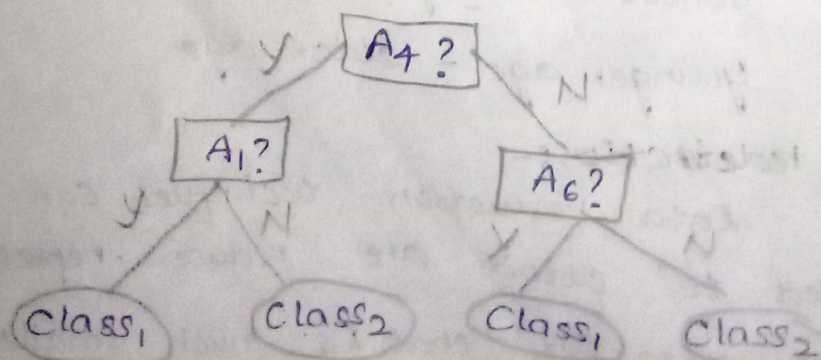 A4?
Y N
A1? A6?
Y N Y N
Class1 Class2 Class1 Class2